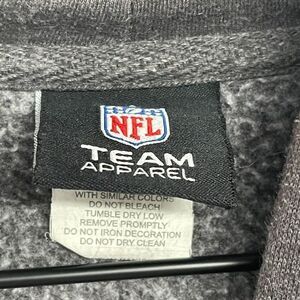 NFL
TEAM
APPAREL
WITH SIMILAR COLORS
DO NOT BLEACH
TUMBLE DRY LOW
REMOVE PROMPTLY
DO NOT IRON DECORATION
DO NOT DRY CLEAN